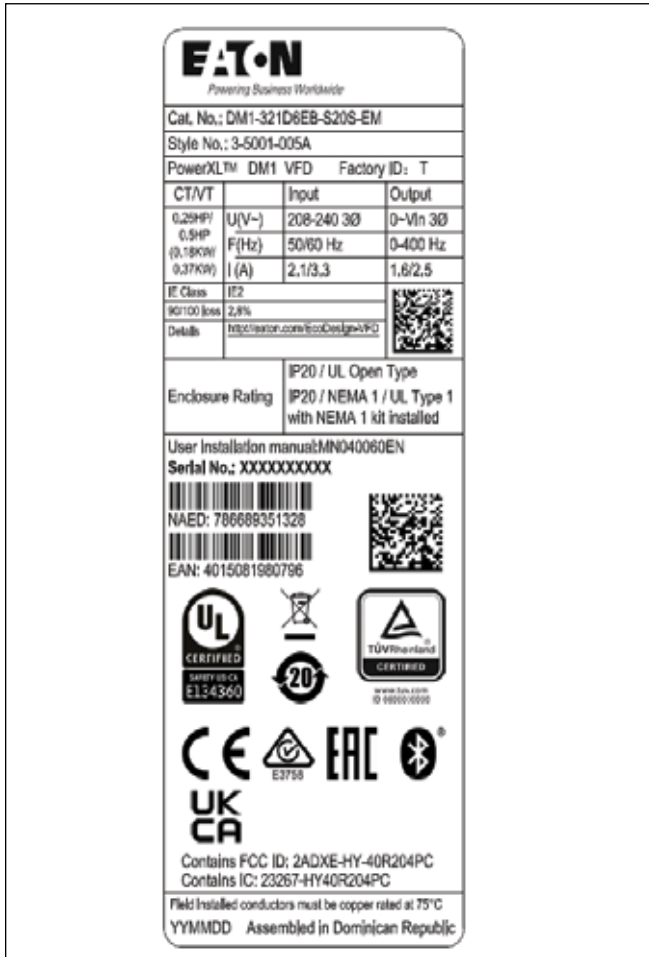 EATON
Powering Business Worldwide
Cat. No.: DM1-321D6EB-S20S-EM
Style No.: 3-5001-005A
PowerXL™ DM1 VFD Factory ID: T
CT/VT Input Output
0.25HP/ 0.5HP (0.18KW/ 0.37KW)
U(V~) 208-240 3Ø 0~Vin 3Ø
F(Hz) 50/60 Hz 0-400 Hz
I (A) 2,1/3,3 1,6/2,5
IE Class IE2
90/100 loss 2,8%
Details http://eaton.com/EcoDesign-VFD
Enclosure Rating
IP20 / UL Open Type
IP20 / NEMA 1 / UL Type 1
with NEMA 1 kit installed
User Installation manual:MN040060EN
Serial No.: XXXXXXXXXX
NAED: 786689351328
EAN: 4015081980796
UL
CERTIFIED
SAFETY US-CA
E134360
20
TÜVRheinland
CERTIFIED
www.tuv.com
CE
E3758
EAC
UK
CA
Contains FCC ID: 2ADXE-HY-40R204PC
Contains IC: 23267-HY40R204PC
Field Installed conductors must be copper rated at 75°C
YYMMDD Assembled in Dominican Republic